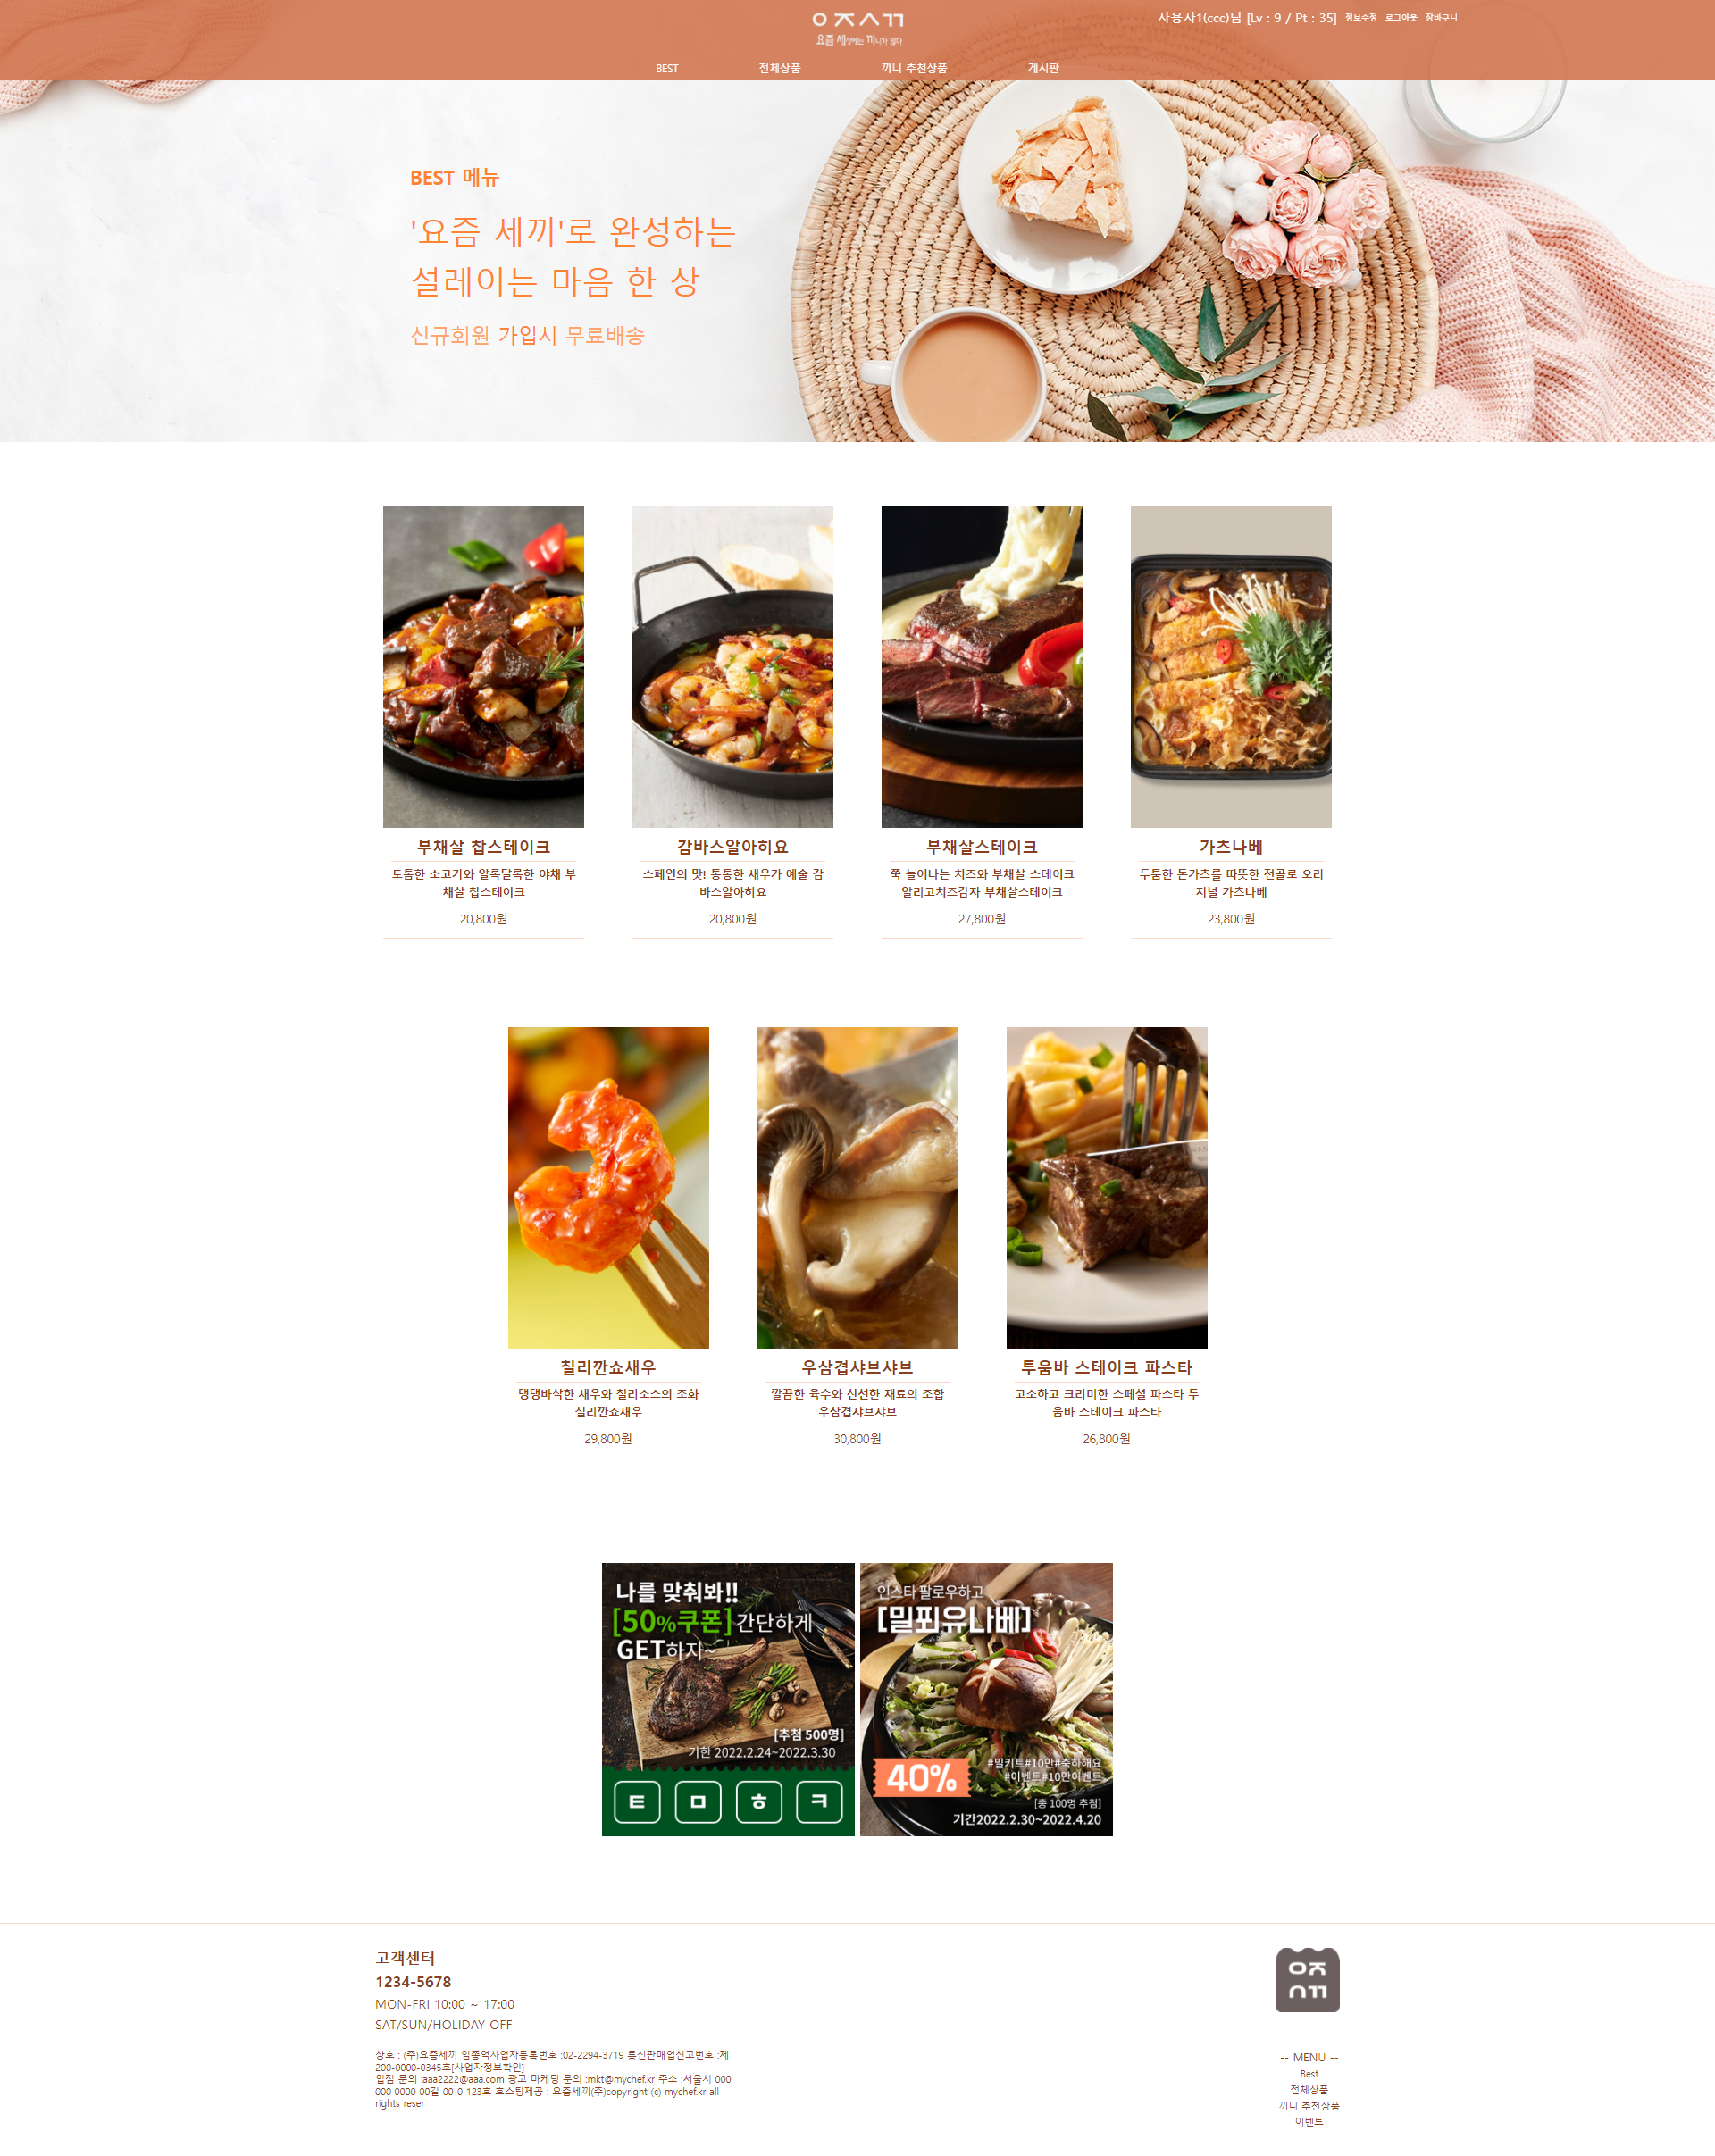 ㅇㅈㅅㄲ
요즘 세상에는 끼니가 많다
사용자1(ccc)님 [Lv : 9 / Pt : 35] 정보수정 로그아웃 장바구니
BEST 전체상품 끼니 추천상품 게시판
BEST 메뉴
'요즘 세끼'로 완성하는
설레이는 마음 한 상
신규회원 가입시 무료배송
부채살 찹스테이크
도톰한 소고기와 알록달록한 야채 부
채살 찹스테이크
20,800원
감바스알아히요
스페인의 맛! 통통한 새우가 예술 감
바스알아히요
20,800원
부채살스테이크
쭉 늘어나는 치즈와 부채살 스테이크
알리고치즈감자 부채살스테이크
27,800원
가츠나베
두툼한 돈카츠를 따뜻한 전골로 오리
지널 가츠나베
23,800원
칠리깐쇼새우
탱탱바삭한 새우와 칠리소스의 조화
칠리깐쇼새우
29,800원
우삼겹샤브샤브
깔끔한 육수와 신선한 재료의 조합
우삼겹샤브샤브
30,800원
투움바 스테이크 파스타
고소하고 크리미한 스페셜 파스타 투
움바 스테이크 파스타
26,800원
나를 맞춰봐!!
[50%쿠폰]간단하게
GET하자~
[추첨 500명]
기한 2022.2.24~2022.3.30
ㅌ ㅁ ㅎ ㅋ
인스타 팔로우하고
[밀푀유나베]
40%
#밀키트#10만#축하해요
#이벤트#10만이벤트
[총 100명 추첨]
기간2022.2.30~2022.4.20
고객센터
1234-5678
MON-FRI 10:00 ~ 17:00
SAT/SUN/HOLIDAY OFF
상호 : (주)요즘세끼 임종역사업자등록번호 :02-2294-3719 통신판매업신고번호 :제
200-0000-0345호[사업자정보확인]
입점 문의 :aaa2222@aaa.com 광고 마케팅 문의 :mkt@mychef.kr 주소 :서울시 000
000 0000 00길 00-0 123호 호스팅제공 : 요즘세끼(주)copyright (c) mychef.kr all
rights reser
ㅇㅈ
ㅅㄲ
-- MENU --
Best
전체상품
끼니 추천상품
이벤트